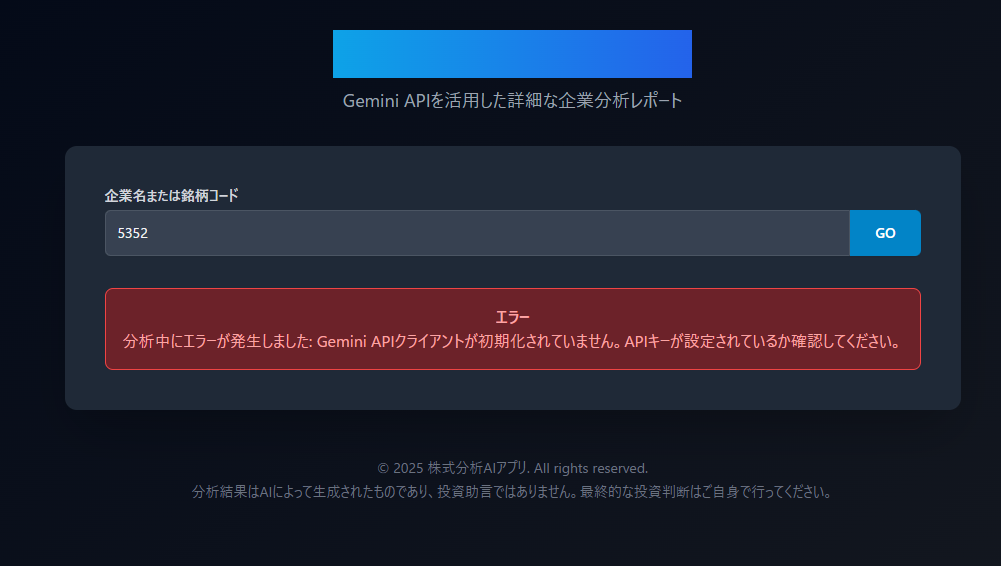 Gemini APIを活用した詳細な企業分析レポート
企業名または銘柄コード
5352
GO
エラー
分析中にエラーが発生しました: Gemini APIクライアントが初期化されていません。APIキーが設定されているか確認してください。
© 2025 株式分析AIアプリ. All rights reserved.
分析結果はAIによって生成されたものであり、投資助言ではありません。最終的な投資判断はご自身で行ってください。